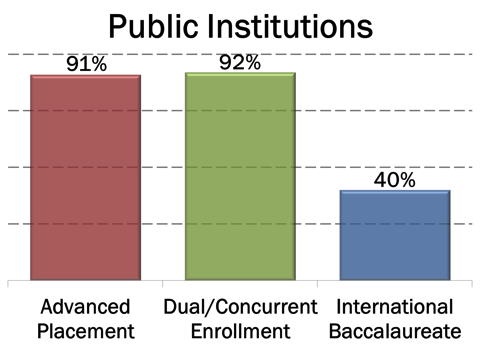 Public Institutions
91%
92%
40%
Advanced
Placement
Dual/Concurrent
Enrollment
International
Baccalaureate